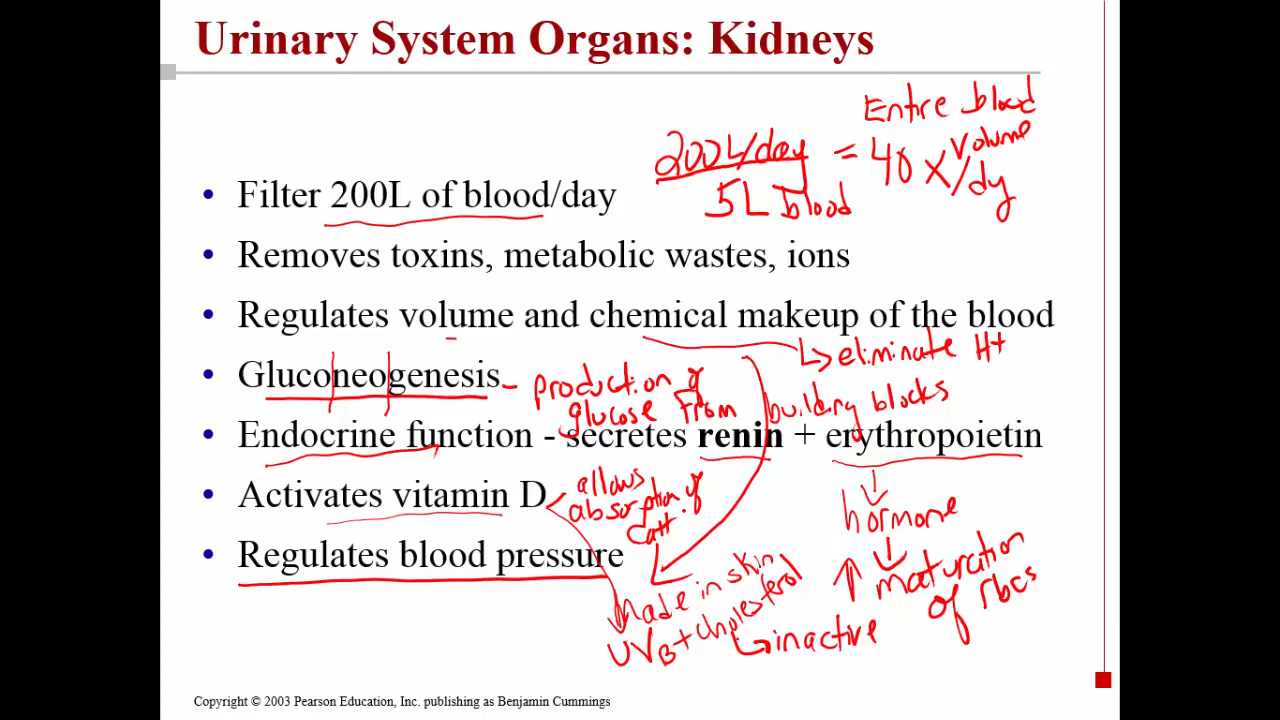 Urinary System Organs: Kidneys
Entire blood
volume
200L/day = 40 X/dy
5L blood
• Filter 200L of blood/day
• Removes toxins, metabolic wastes, ions
• Regulates volume and chemical makeup of the blood
↳ eliminate H+
• Gluconeogenesis - production of
glucose from building blocks
• Endocrine function - secretes renin + erythropoietin
hormone
↑ maturation
of rbcs
• Activates vitamin D
allows
absorption of
Ca++
• Regulates blood pressure
made in skin
UVB + cholesterol
↳ inactive
Copyright © 2003 Pearson Education, Inc. publishing as Benjamin Cummings